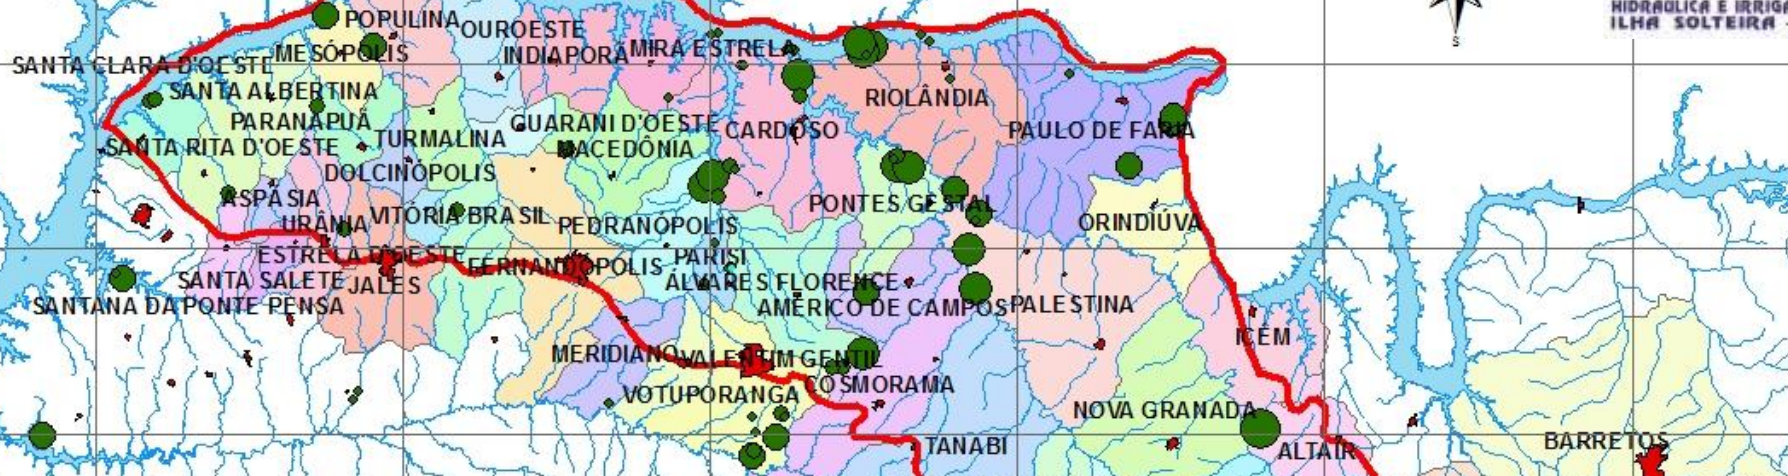 HIDRÁULICA E IRRIGA
ILHA SOLTEIRA
S
POPULINA
OUROESTE
MESÓPOLIS
INDIAPORÃ
MIRA ESTRELA
SANTA CLARA D'OESTE
SANTA ALBERTINA
RIOLÂNDIA
PARANAPUÃ
GUARANI D'OESTE
CARDOSO
PAULO DE FARIA
TURMALINA
SANTA RITA D'OESTE
MACEDÔNIA
DOLCINÓPOLIS
ASPÁSIA
PONTES GESTAL
URÂNIA
VITÓRIA BRASIL
PEDRANÓPOLIS
ORINDIÚVA
ESTRELA D'OESTE
FERNANDÓPOLIS
PARISI
SANTA SALETE
JALES
ÁLVARES FLORENCE
SANTANA DA PONTE PENSA
AMÉRICO DE CAMPOS
PALESTINA
ICÉM
MERIDIANO
VALENTIM GENTIL
COSMORAMA
VOTUPORANGA
NOVA GRANADA
TANABI
ALTAIR
BARRETOS